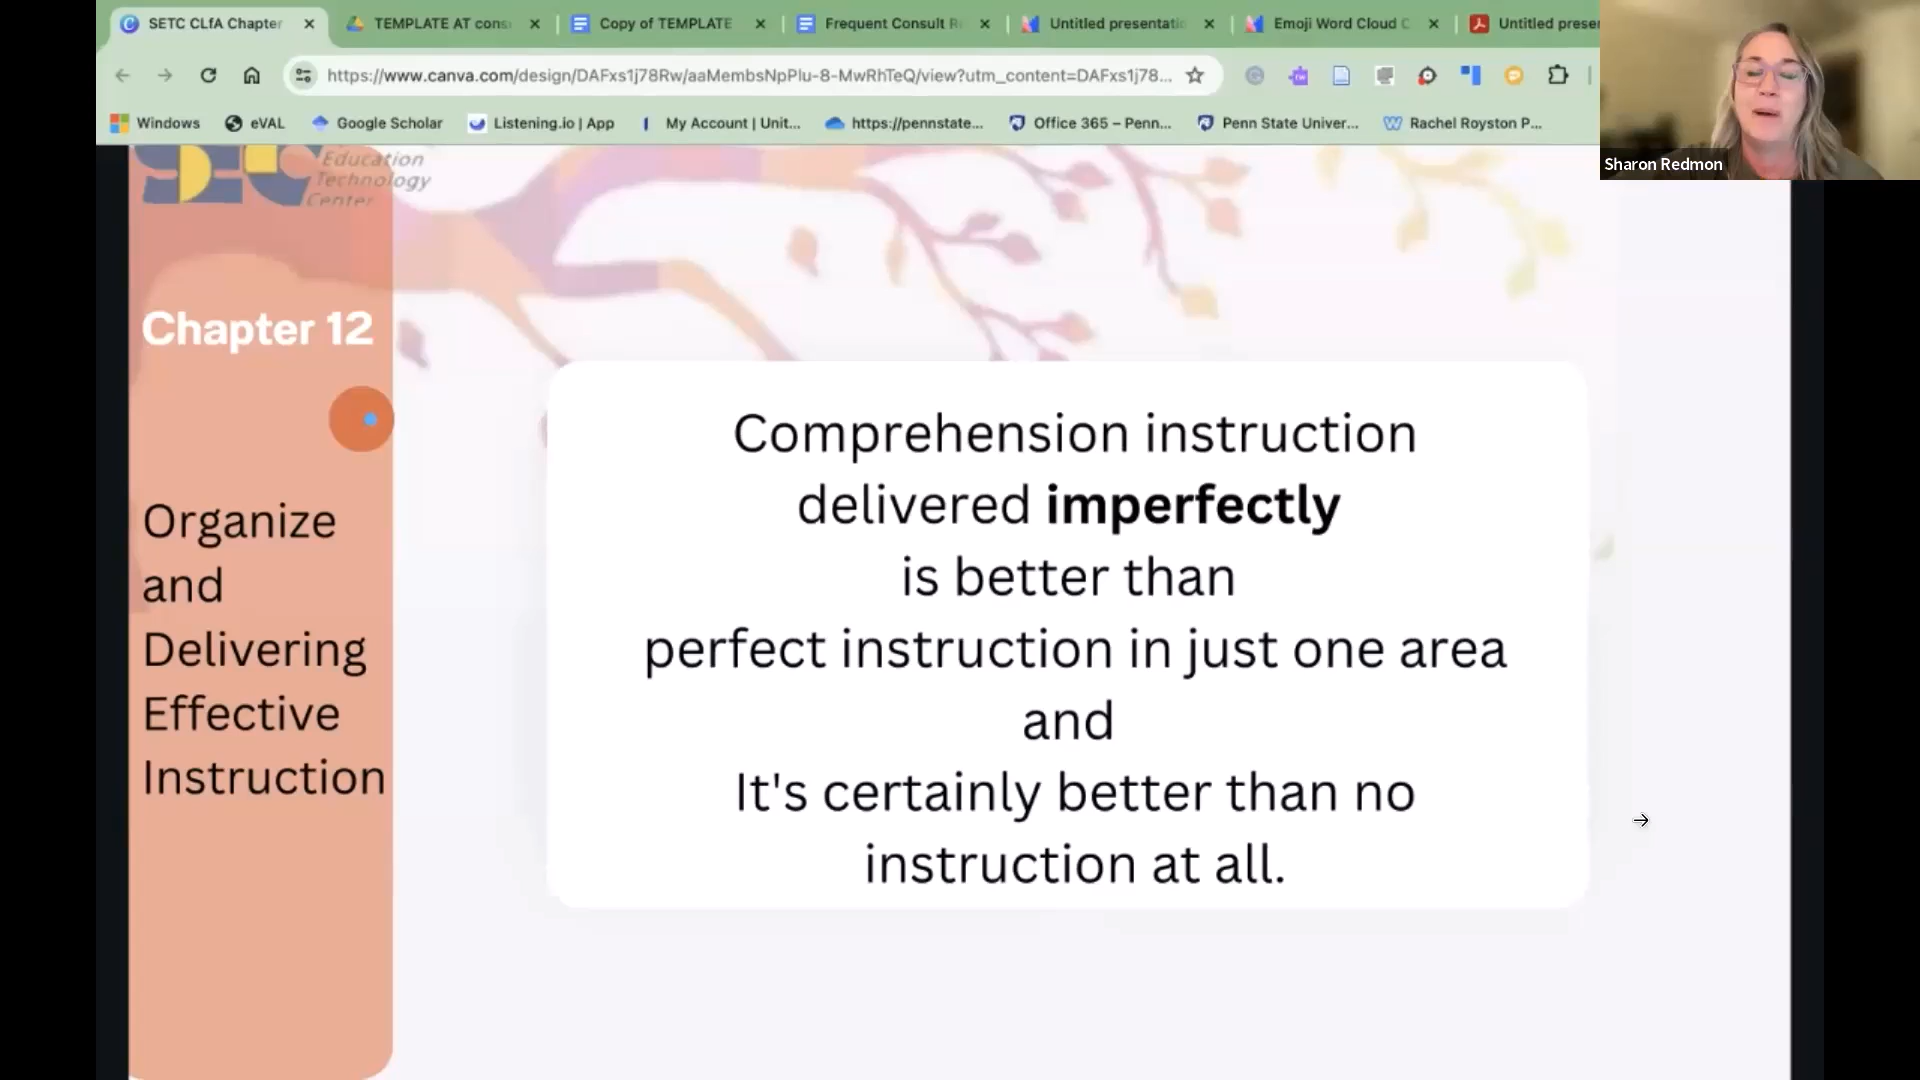 SETC CLfA Chapter
TEMPLATE AT cons
Copy of TEMPLATE
Frequent Consult R
Untitled presentati
Emoji Word Cloud C
Untitled presen
https://www.canva.com/design/DAFxs1j78Rw/aaMembsNpPlu-8-MwRhTeQ/view?utm_content=DAFxs1j78...
Windows
eVAL
Google Scholar
Listening.io | App
My Account | Unit...
https://pennstate...
Office 365 – Penn...
Penn State Univer...
Rachel Royston P...
Sharon Redmon
SETC
Education
Technology
Center
Chapter 12
Organize
and
Delivering
Effective
Instruction
Comprehension instruction
delivered imperfectly
is better than
perfect instruction in just one area
and
It's certainly better than no
instruction at all.